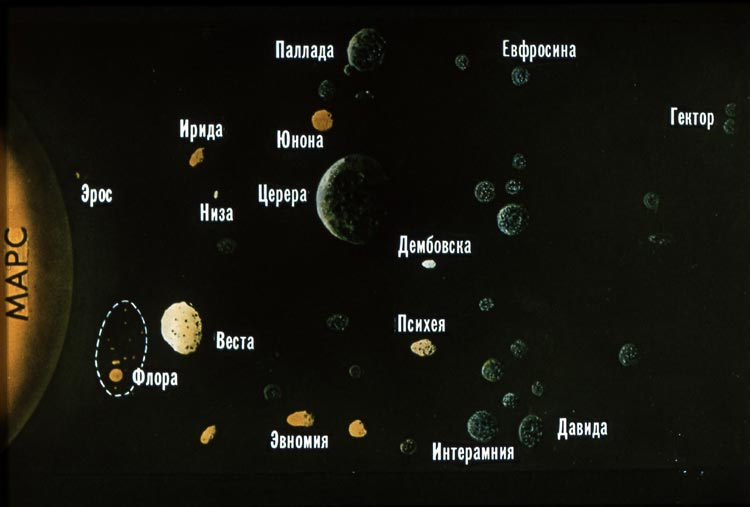 Паллада
Евфросина
Гектор
Ирида
Юнона
Эрос
Низа
Церера
Дембовска
МАРС
Веста
Психея
Флора
Эвномия
Интерамния
Давида